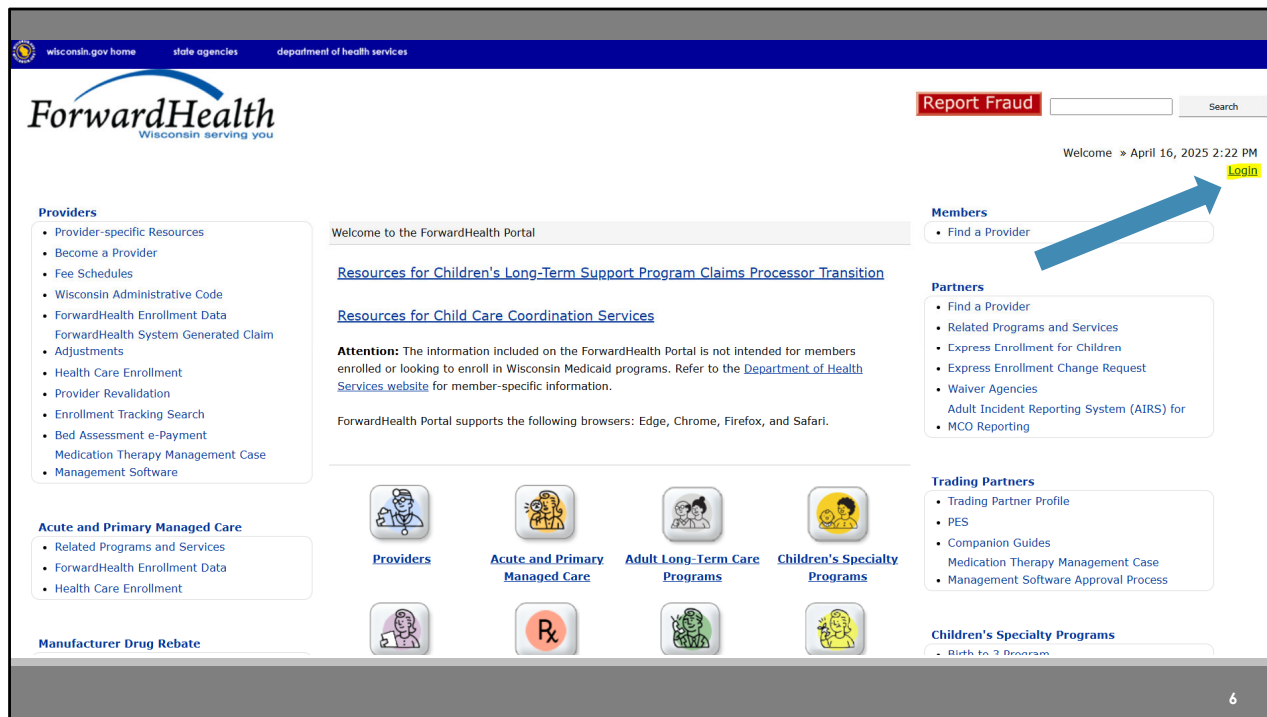 wisconsin.gov home state agencies department of health services
ForwardHealth
Wisconsin serving you
Report Fraud
Search
Welcome » April 16, 2025 2:22 PM
Login
Providers
• Provider-specific Resources
• Become a Provider
• Fee Schedules
• Wisconsin Administrative Code
• ForwardHealth Enrollment Data
ForwardHealth System Generated Claim
• Adjustments
• Health Care Enrollment
• Provider Revalidation
• Enrollment Tracking Search
• Bed Assessment e-Payment
Medication Therapy Management Case
• Management Software
Acute and Primary Managed Care
• Related Programs and Services
• ForwardHealth Enrollment Data
• Health Care Enrollment
Manufacturer Drug Rebate
Welcome to the ForwardHealth Portal
Resources for Children's Long-Term Support Program Claims Processor Transition
Resources for Child Care Coordination Services
Attention: The information included on the ForwardHealth Portal is not intended for members
enrolled or looking to enroll in Wisconsin Medicaid programs. Refer to the Department of Health
Services website for member-specific information.
ForwardHealth Portal supports the following browsers: Edge, Chrome, Firefox, and Safari.
Providers
Acute and Primary
Managed Care
Adult Long-Term Care
Programs
Children's Specialty
Programs
Rx
Members
• Find a Provider
Partners
• Find a Provider
• Related Programs and Services
• Express Enrollment for Children
• Express Enrollment Change Request
• Waiver Agencies
Adult Incident Reporting System (AIRS) for
• MCO Reporting
Trading Partners
• Trading Partner Profile
• PES
• Companion Guides
Medication Therapy Management Case
• Management Software Approval Process
Children's Specialty Programs
• Birth to 3 Program
6